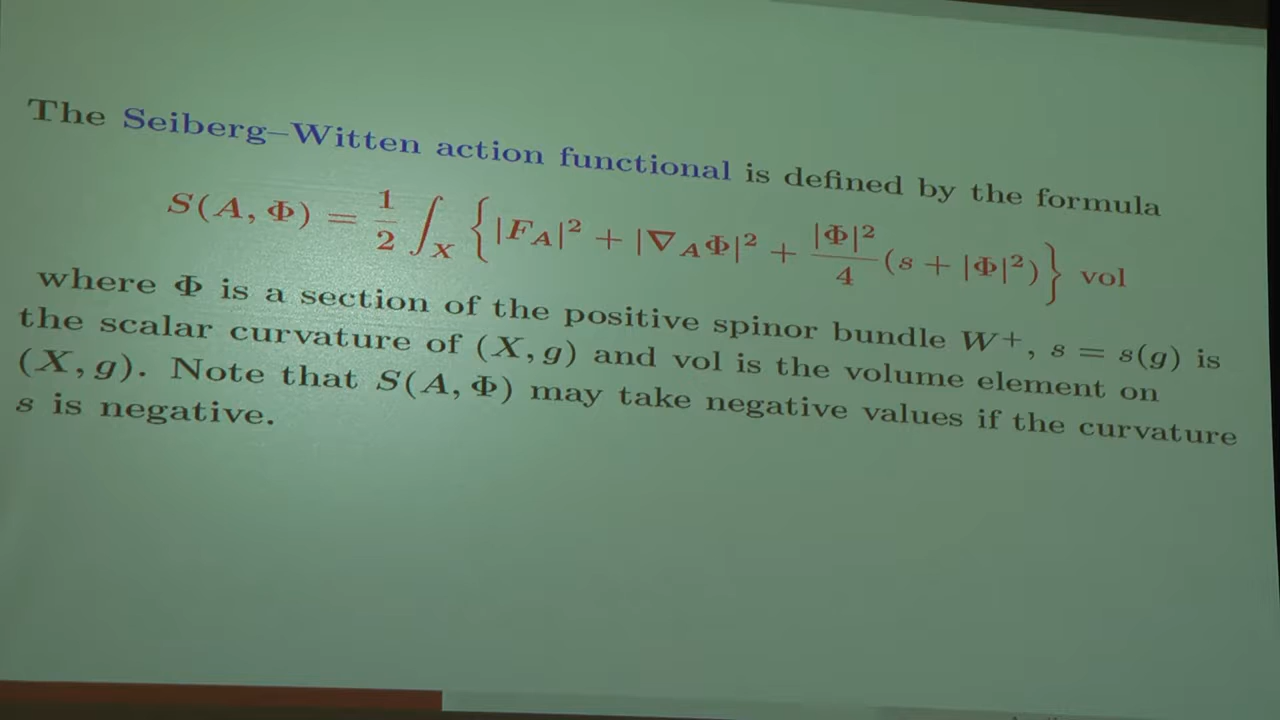 The Seiberg–Witten action functional is defined by the formula
S(A, Φ) = 1/2 ∫_X {|F_A|² + |∇_AΦ|² + |Φ|²/4 (s + |Φ|²)} vol
where Φ is a section of the positive spinor bundle W⁺, s = s(g) is
the scalar curvature of (X, g) and vol is the volume element on
(X, g). Note that S(A, Φ) may take negative values if the curvature
s is negative.